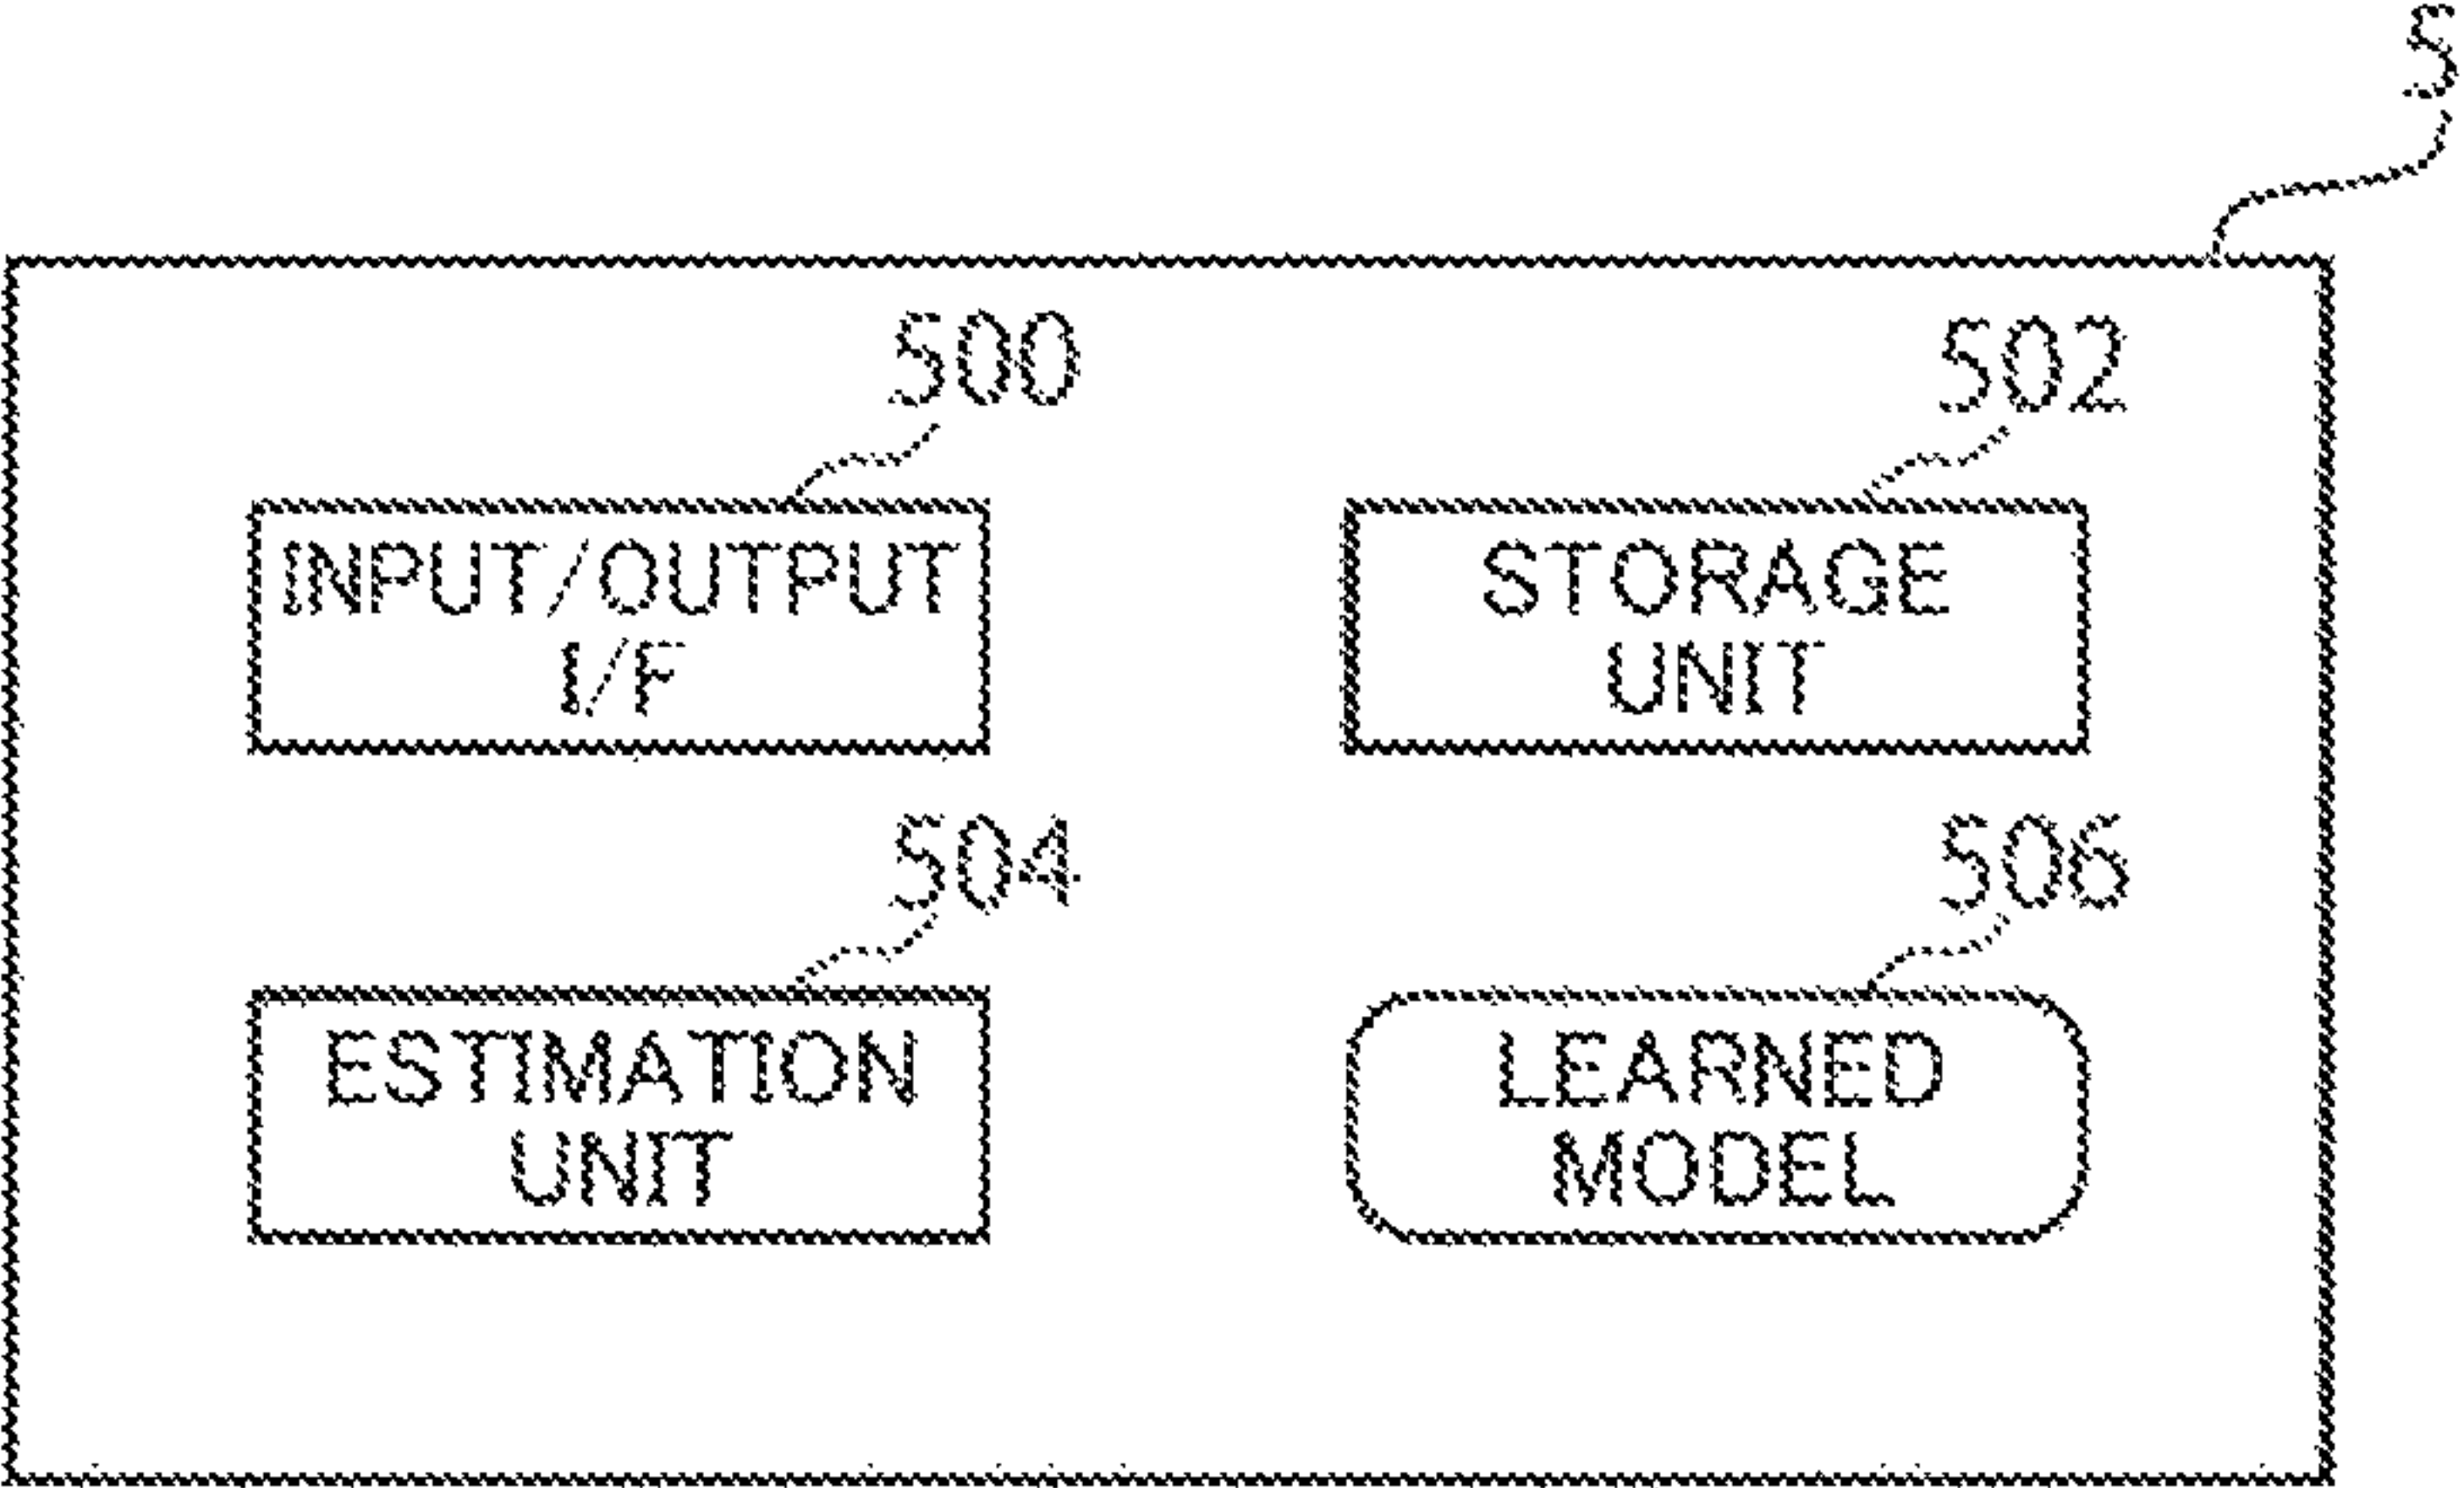 5
500
502
INPUT/OUTPUT
I/F
STORAGE
UNIT
504
506
ESTIMATION
UNIT
LEARNED
MODEL